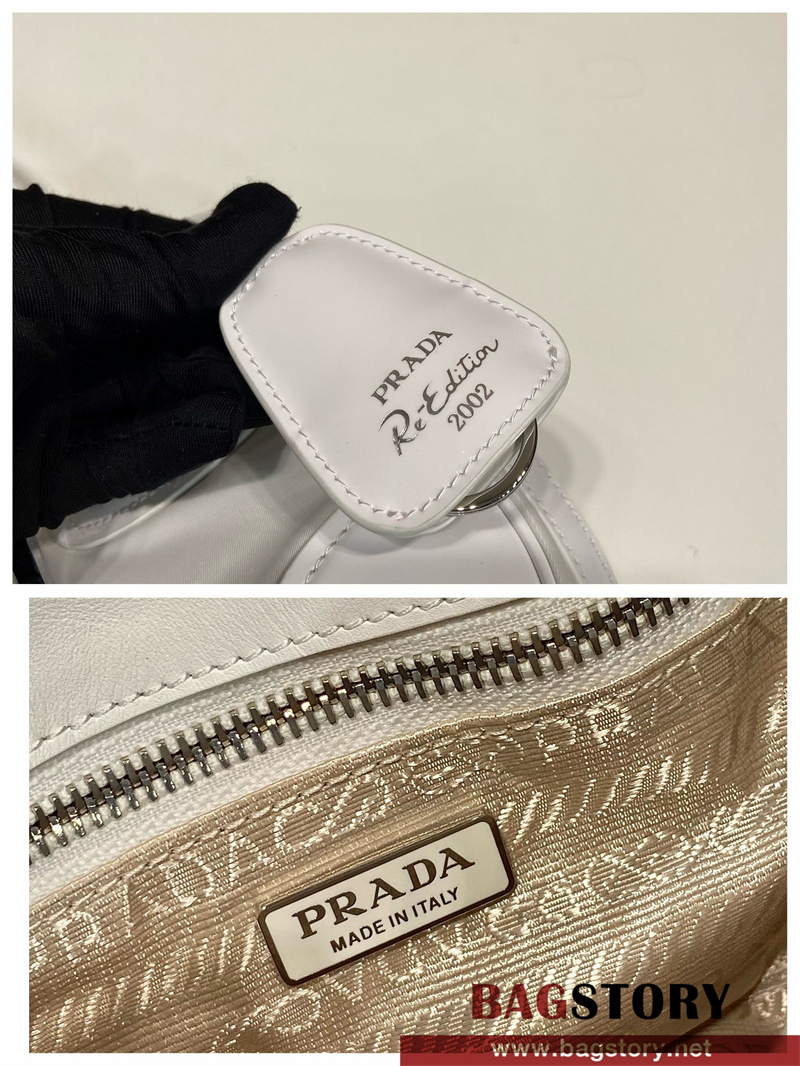 PRADA
Re-Edition
2002
PRADA
MADE IN ITALY
BAGSTORY
www.bagstory.net